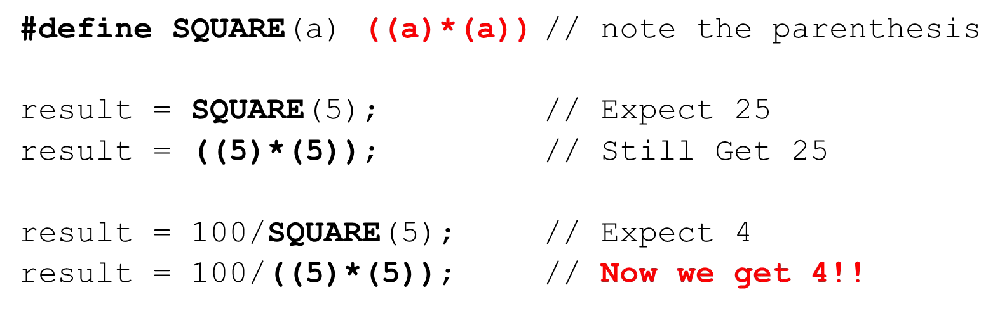 #define SQUARE(a) ((a)*(a)) // note the parenthesis
result = SQUARE(5); // Expect 25
result = ((5)*(5)); // Still Get 25
result = 100/SQUARE(5); // Expect 4
result = 100/((5)*(5)); // Now we get 4!!